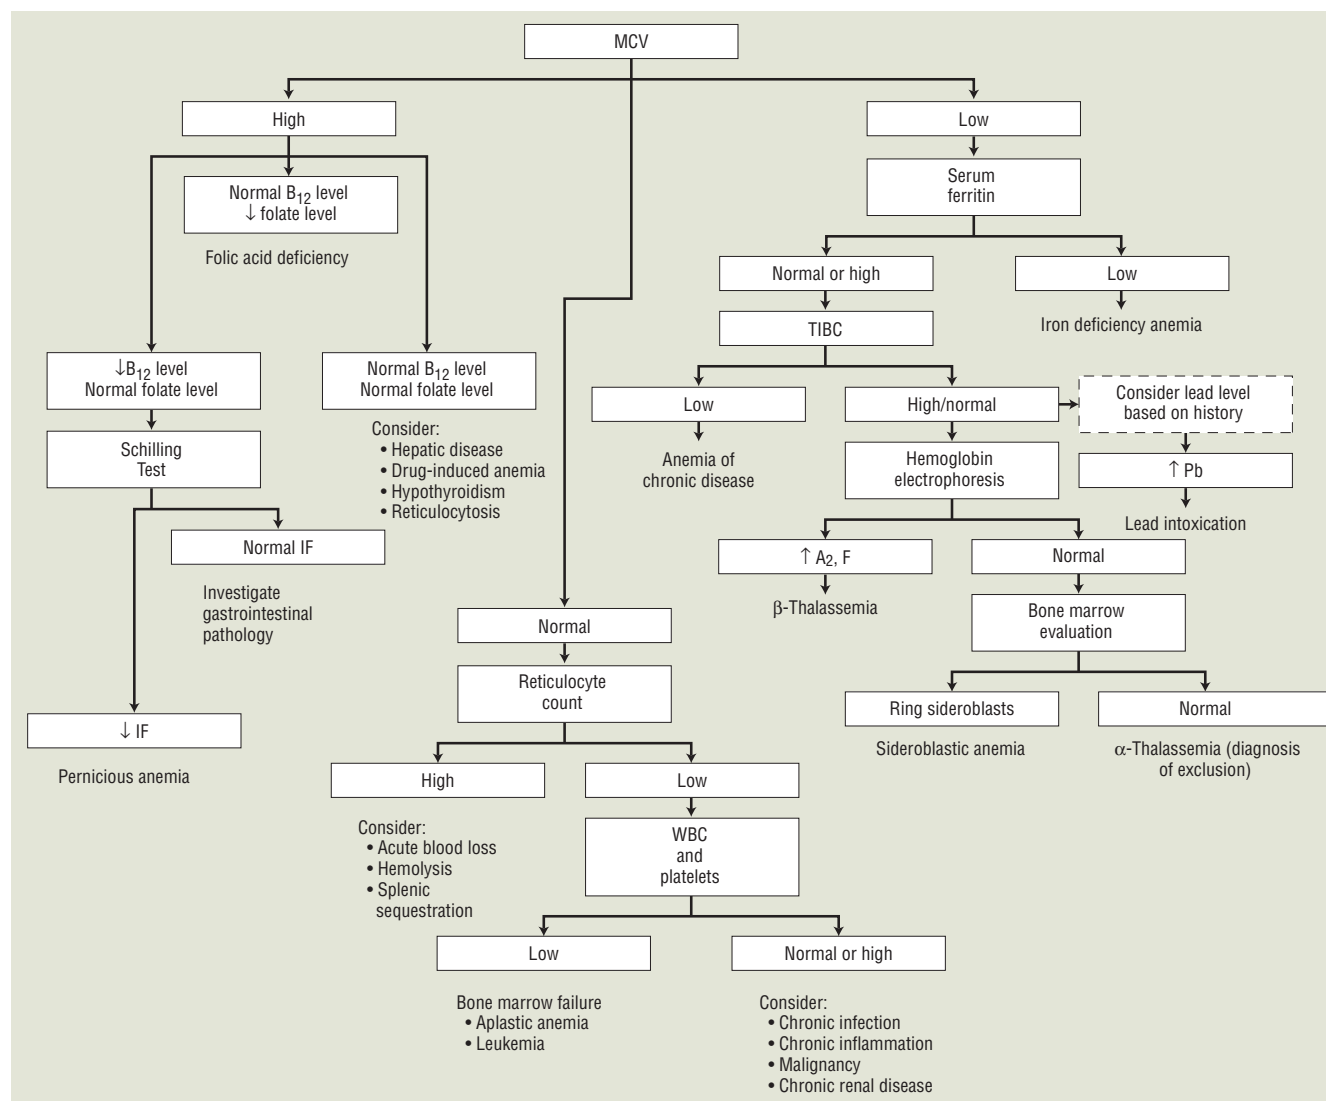 MCV
High
Low
Normal B12 level
↓ folate level
Folic acid deficiency
↓B12 level
Normal folate level
Normal B12 level
Normal folate level
Consider:
• Hepatic disease
• Drug-induced anemia
• Hypothyroidism
• Reticulocytosis
Schilling
Test
Normal IF
Investigate
gastrointestinal
pathology
↓ IF
Pernicious anemia
Normal
Reticulocyte
count
High
Consider:
• Acute blood loss
• Hemolysis
• Splenic
sequestration
Low
WBC
and
platelets
Low
Bone marrow failure
• Aplastic anemia
• Leukemia
Normal or high
Consider:
• Chronic infection
• Chronic inflammation
• Malignancy
• Chronic renal disease
Serum
ferritin
Normal or high
Low
Iron deficiency anemia
TIBC
Low
Anemia of
chronic disease
High/normal
Consider lead level
based on history
↑ Pb
Lead intoxication
Hemoglobin
electrophoresis
↑ A2, F
β-Thalassemia
Normal
Bone marrow
evaluation
Ring sideroblasts
Sideroblastic anemia
Normal
α-Thalassemia (diagnosis
of exclusion)